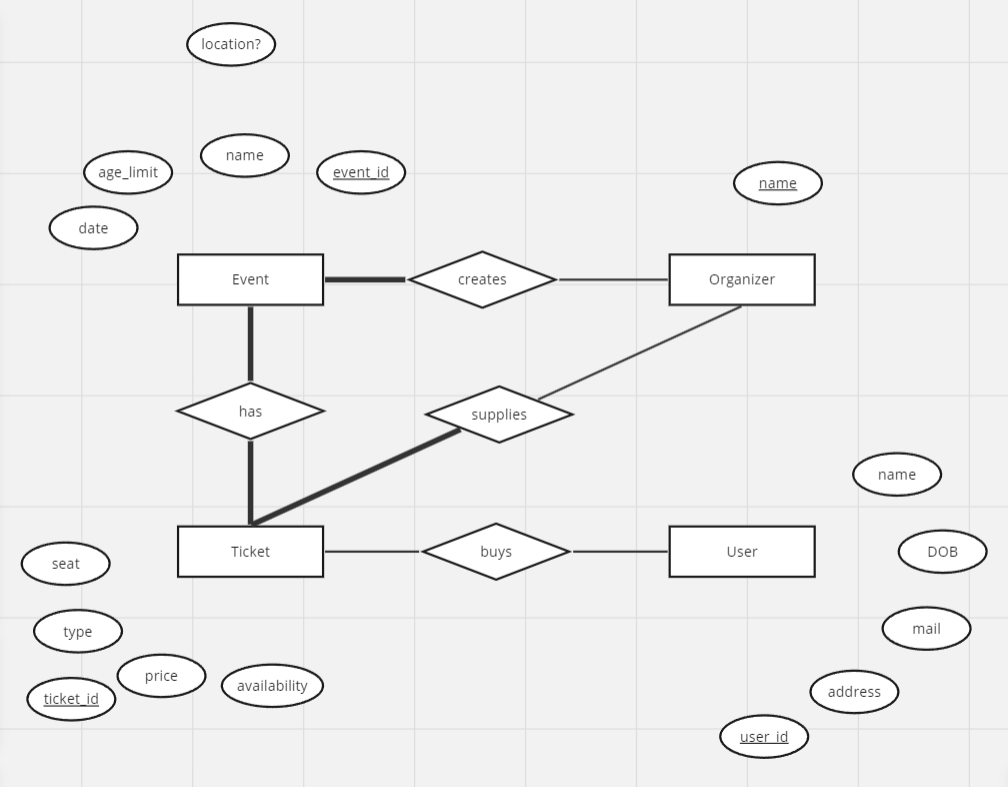 location?
name
age_limit
event_id
name
date
Event
creates
Organizer
has
supplies
name
Ticket
buys
User
DOB
seat
type
mail
price
availability
address
ticket_id
user_id